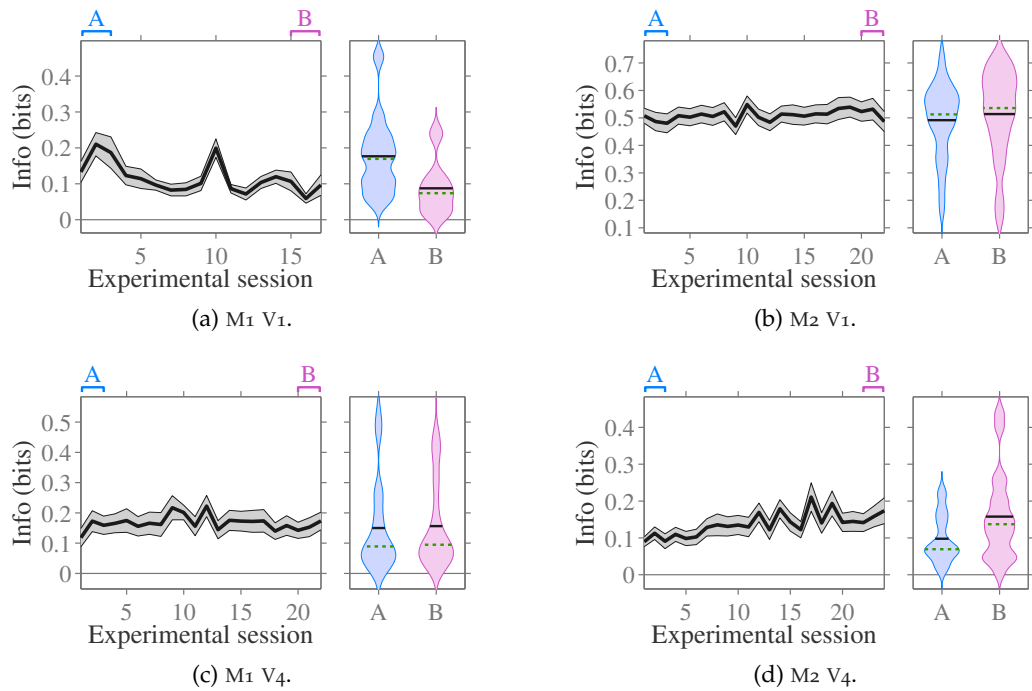 A
B
Info (bits)
0.4
0.3
0.2
0.1
0
5
10
15
Experimental session
A
B
(a) M1 V1.
A
B
Info (bits)
0.7
0.6
0.5
0.4
0.5
0.2
0.1
5
10
15
20
Experimental session
A
B
(b) M2 V1.
A
B
Info (bits)
0.5
0.4
0.3
0.2
0.1
0
5
10
15
20
Experimental session
A
B
(c) M1 V4.
A
B
Info (bits)
0.4
0.3
0.2
0.1
0
5
10
15
20
Experimental session
A
B
(d) M2 V4.